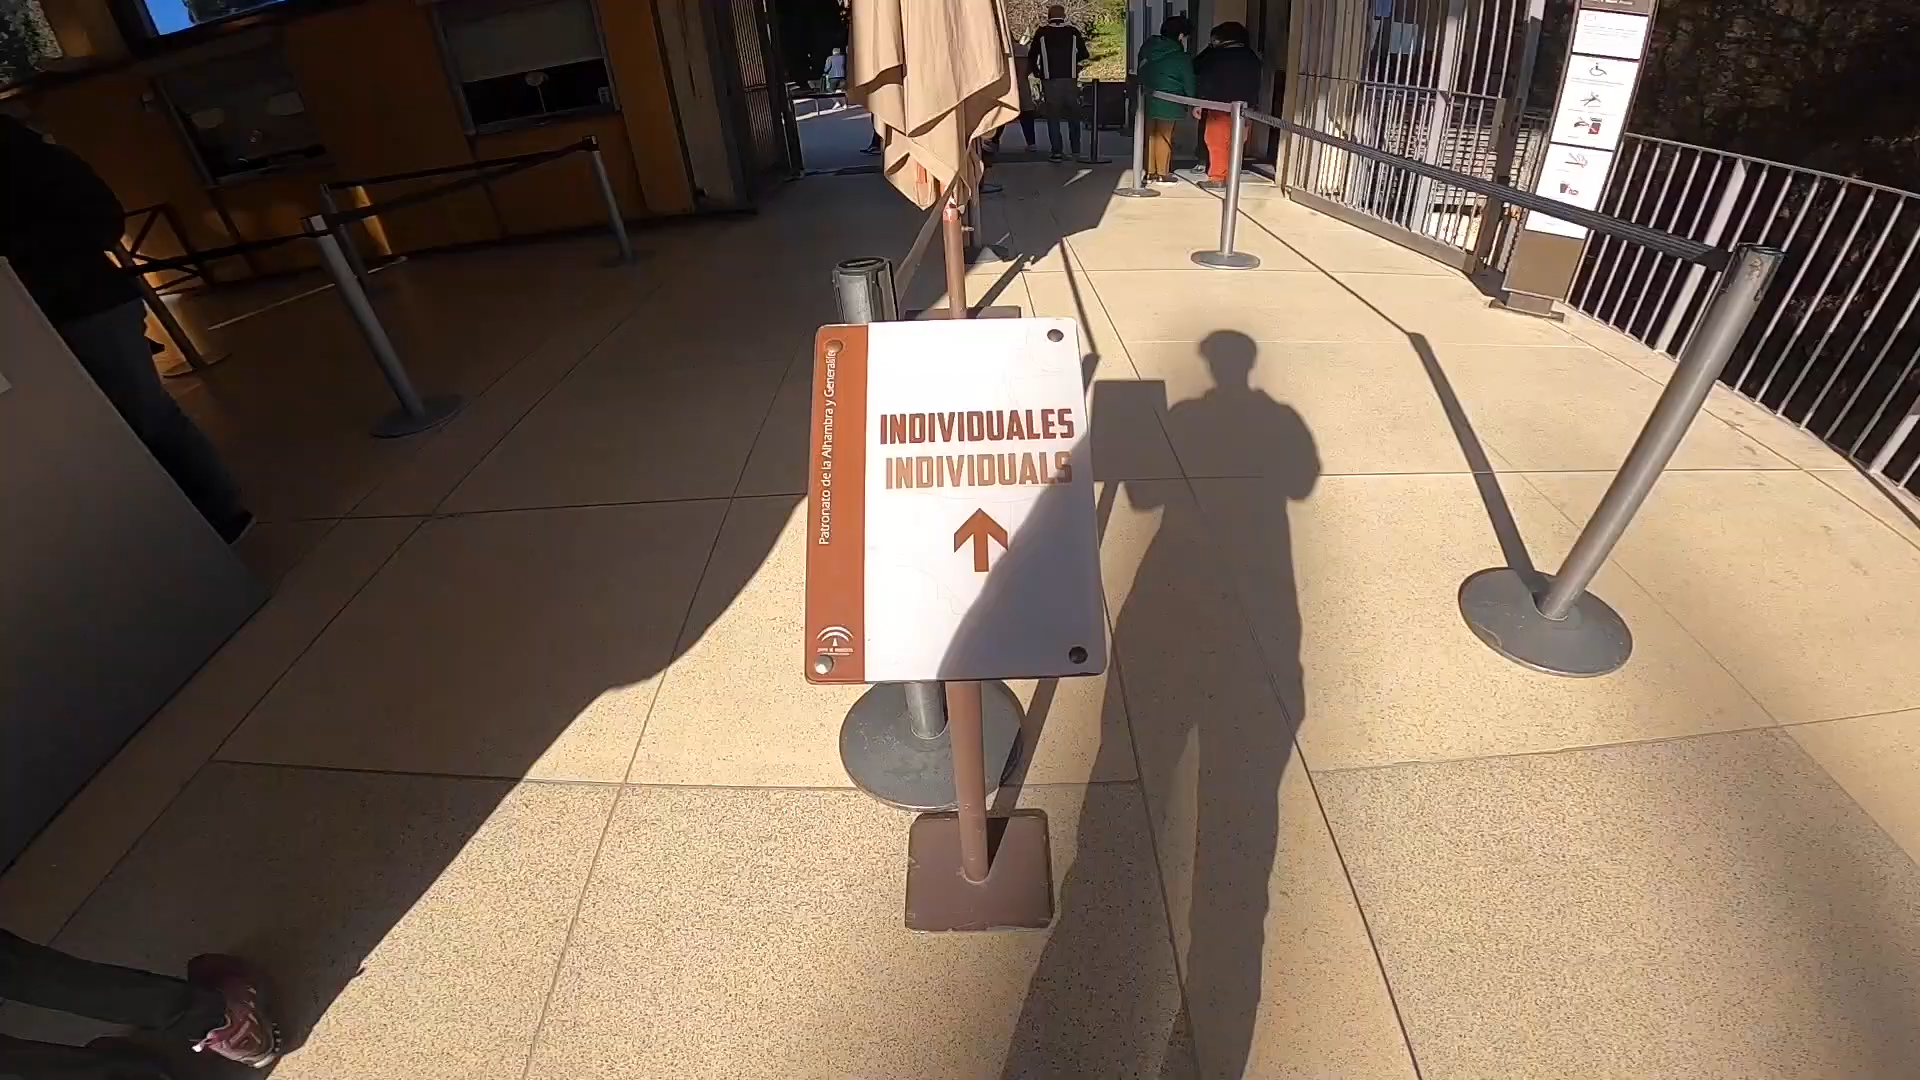 Patronato de la Alhambra y Generalife
INDIVIDUALES
INDIVIDUALS